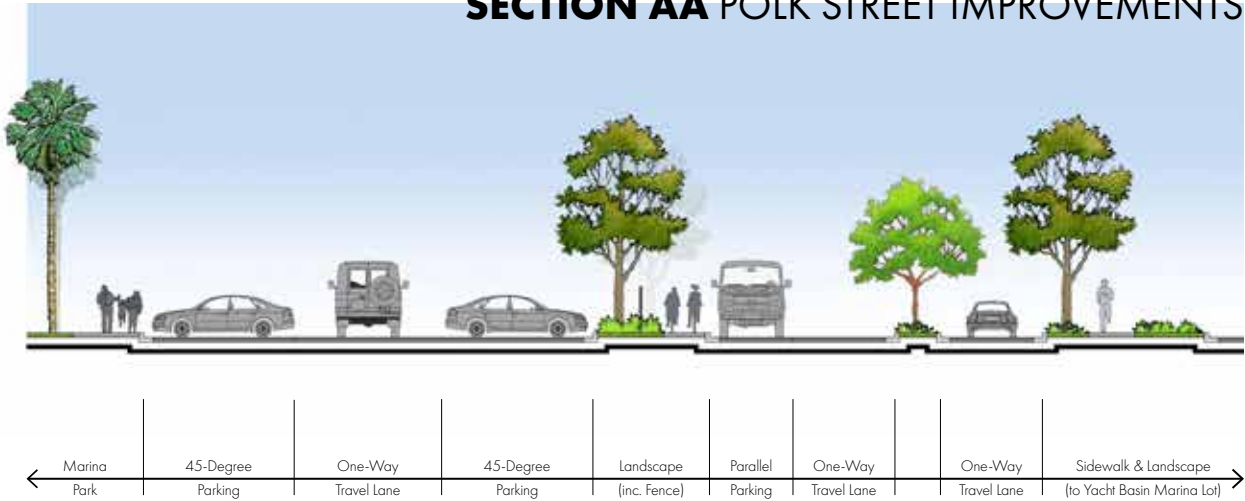 SECTION AA POLK STREET IMPROVEMENTS
Marina
Park
45-Degree
Parking
One-Way
Travel Lane
45-Degree
Parking
Landscape
(inc. Fence)
Parallel
Parking
One-Way
Travel Lane
One-Way
Travel Lane
Sidewalk & Landscape
(to Yacht Basin Marina Lot)